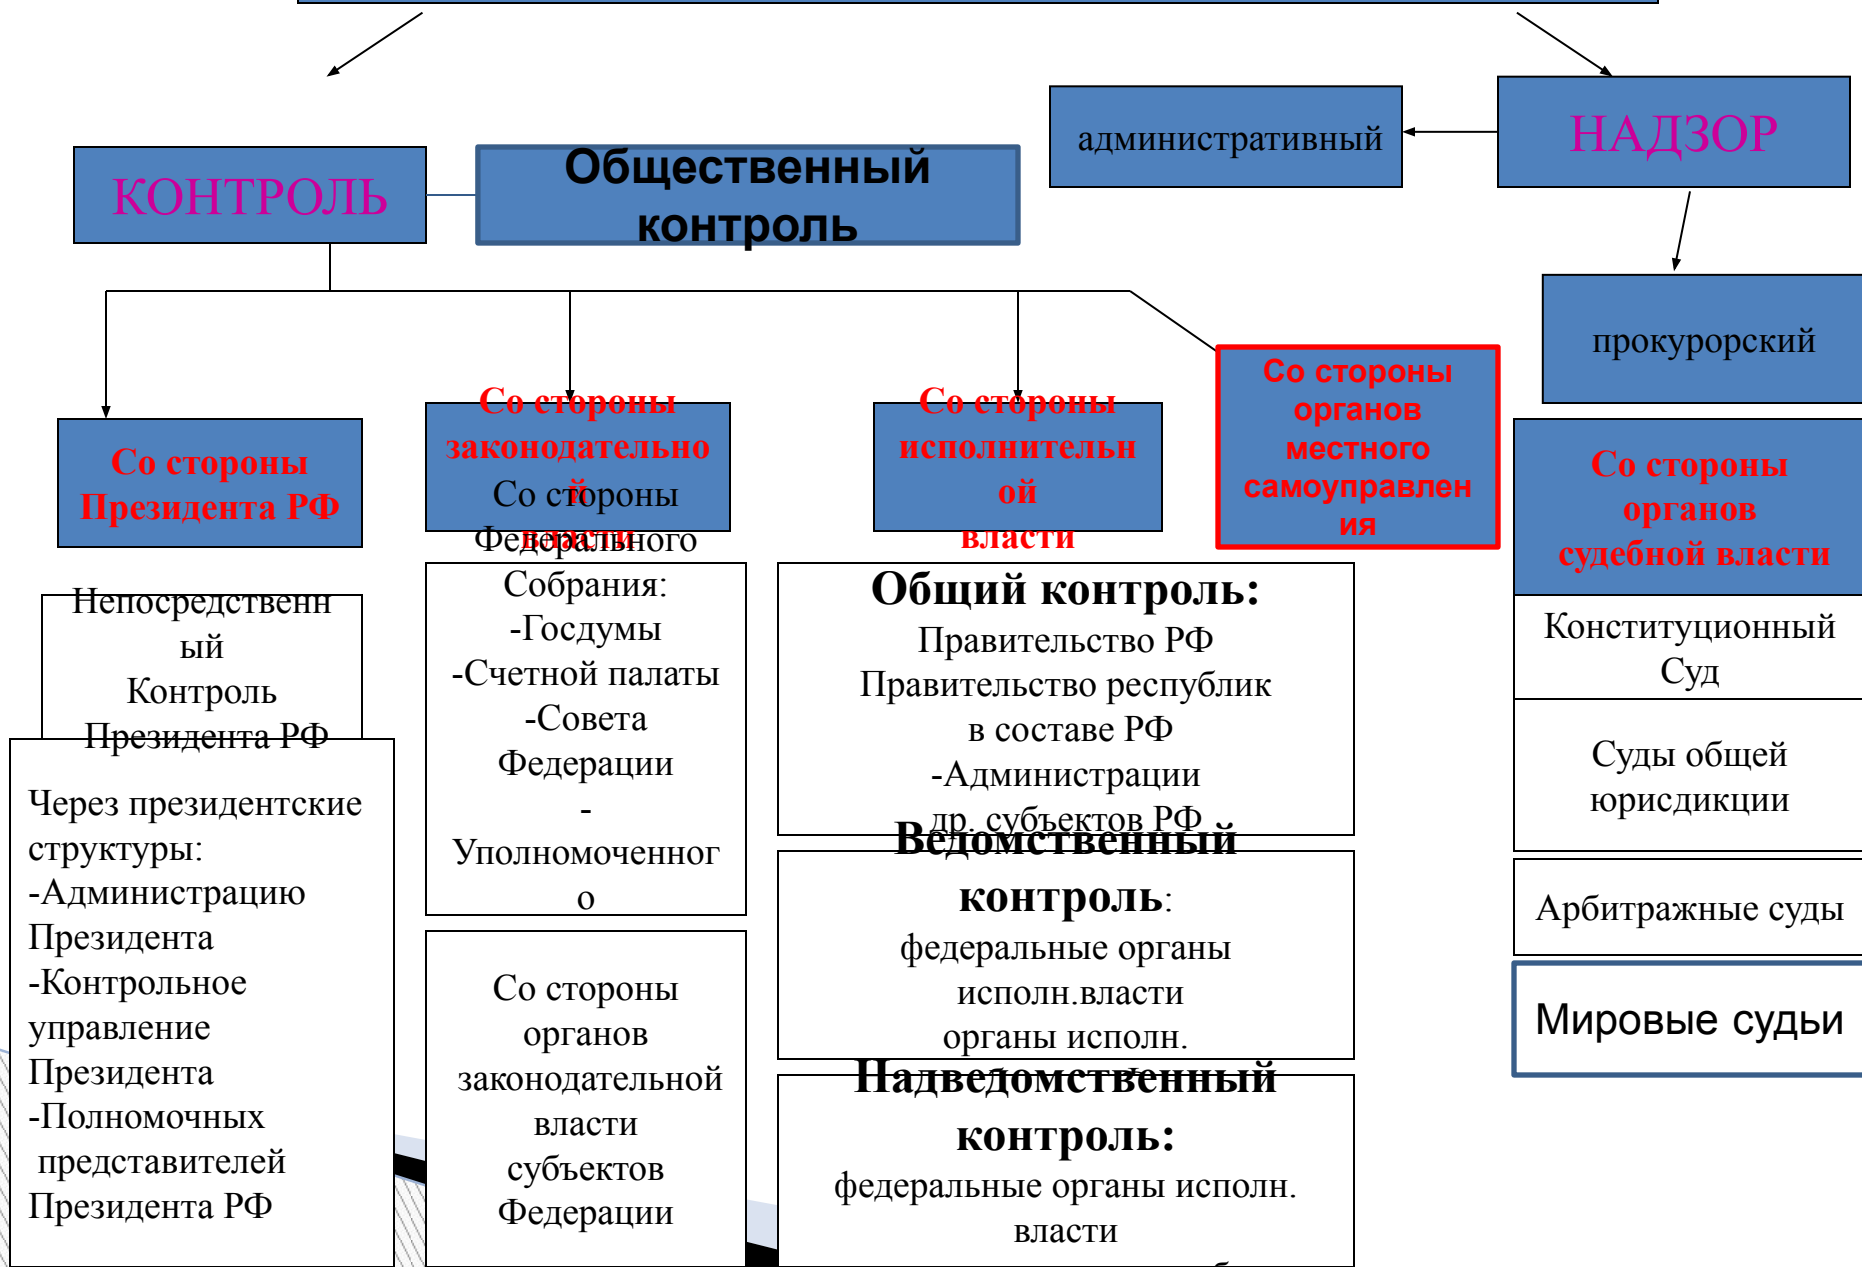 административный
НАДЗОР
КОНТРОЛЬ
Общественный
контроль
прокурорский
Со стороны
Президента РФ
Непосредственн
ый
Контроль
Президента РФ
Через президентские
структуры:
-Администрацию
Президента
-Контрольное
управление
Президента
-Полномочных
представителей
Президента РФ
Со стороны
законодательно
й
власти
Со стороны
Федерального
Собрания:
-Госдумы
-Счетной палаты
-Совета
Федерации
-
Уполномоченног
о
Со стороны
органов
законодательной
власти
субъектов
Федерации
Со стороны
исполнительн
ой
власти
Общий контроль:
Правительство РФ
Правительство республик
в составе РФ
-Администрации
др. субъектов РФ
Ведомственный
контроль:
федеральные органы
исполн.власти
органы исполн.
Надведомственный
контроль:
федеральные органы исполн.
власти
Со стороны
органов
местного
самоуправлен
ия
Со стороны
органов
судебной власти
Конституционный
Суд
Суды общей
юрисдикции
Арбитражные суды
Мировые судьи